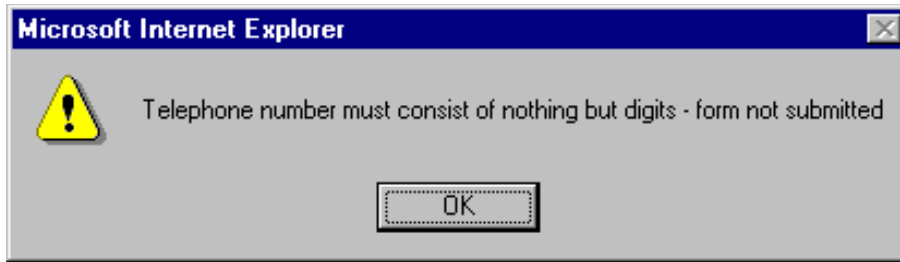 Microsoft Internet Explorer
Telephone number must consist of nothing but digits - form not submitted
OK